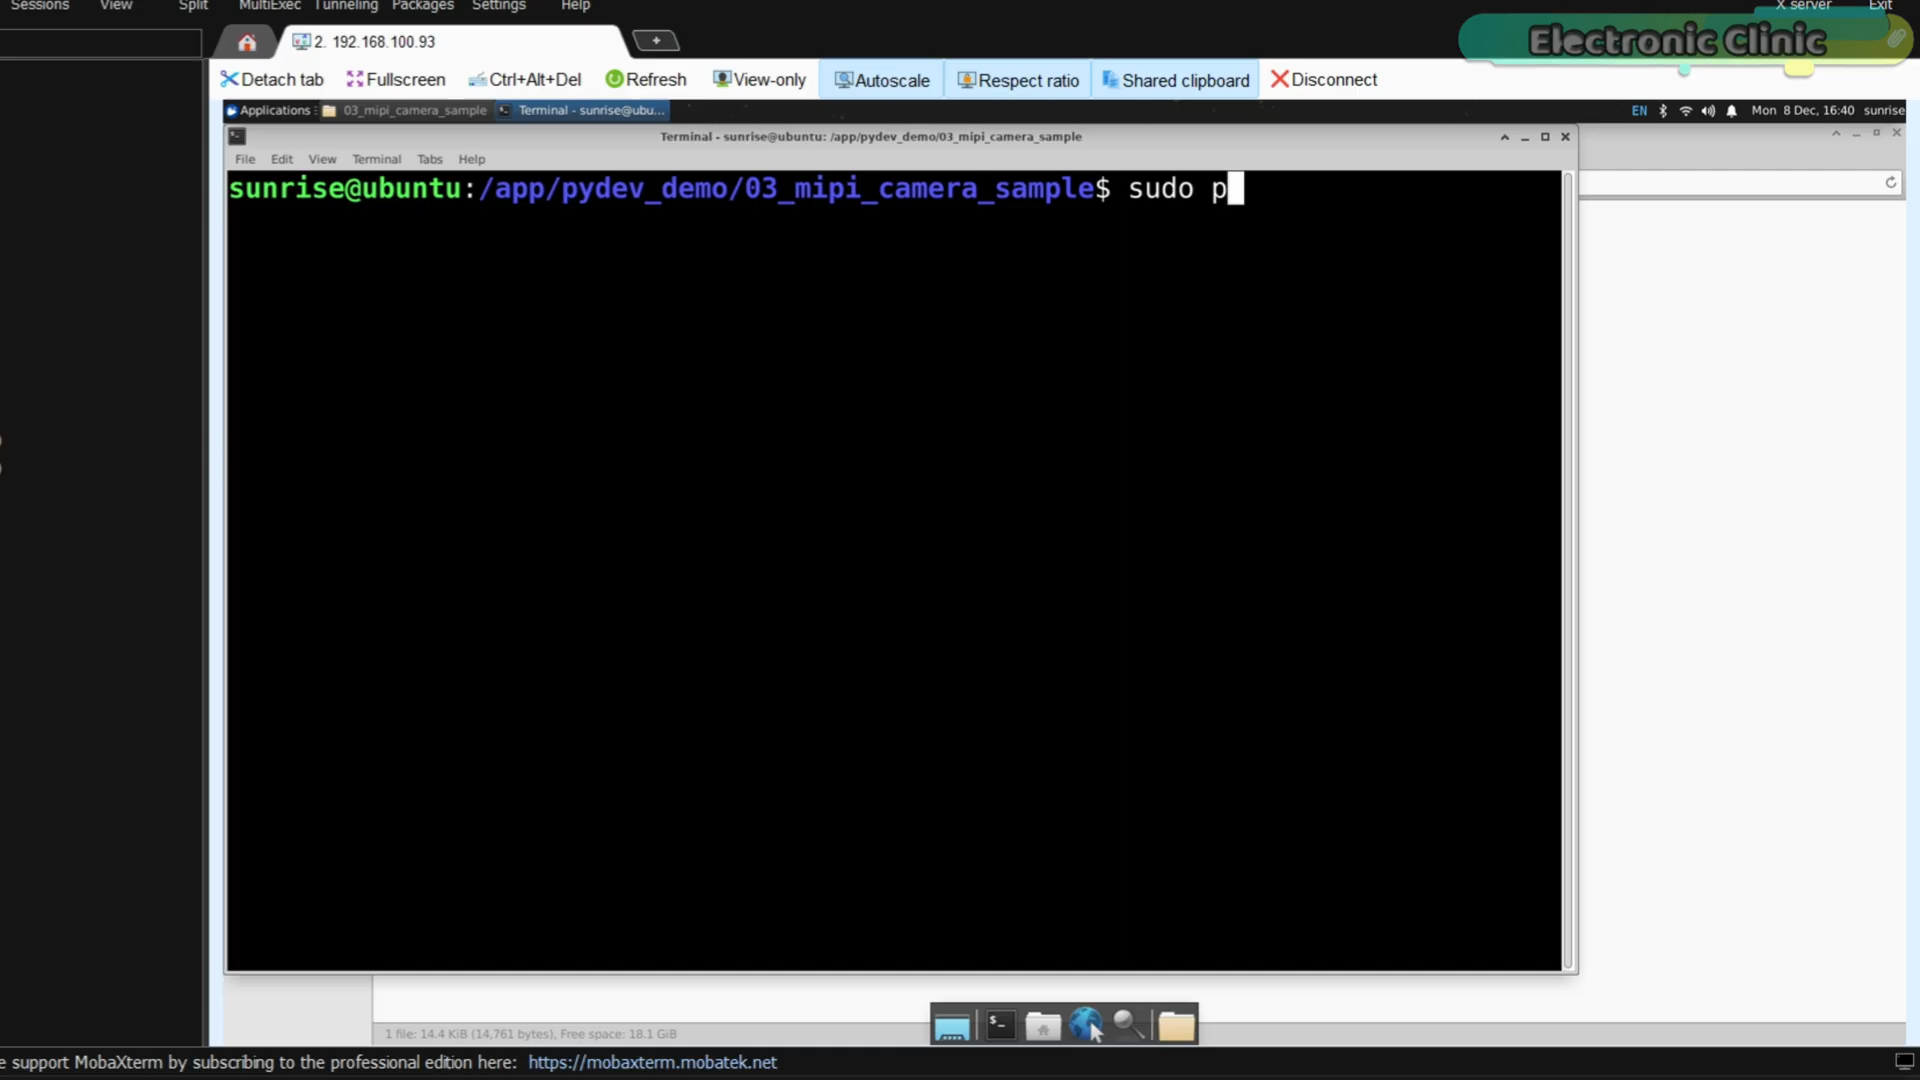 Sessions View Split MultiExec Tunneling Packages Settings Help X server Exit
2. 192.168.100.93
Electronic Clinic
Detach tab Fullscreen Ctrl+Alt+Del Refresh View-only Autoscale Respect ratio Shared clipboard Disconnect
Applications 03_mipi_camera_sample Terminal - sunrise@ubu... EN Mon 8 Dec, 16:40 sunrise
Terminal - sunrise@ubuntu: /app/pydev_demo/03_mipi_camera_sample
File Edit View Terminal Tabs Help
sunrise@ubuntu:/app/pydev_demo/03_mipi_camera_sample$ sudo p
1 file: 14.4 KiB (14,761 bytes), Free space: 18.1 GiB
e support MobaXterm by subscribing to the professional edition here: https://mobaxterm.mobatek.net